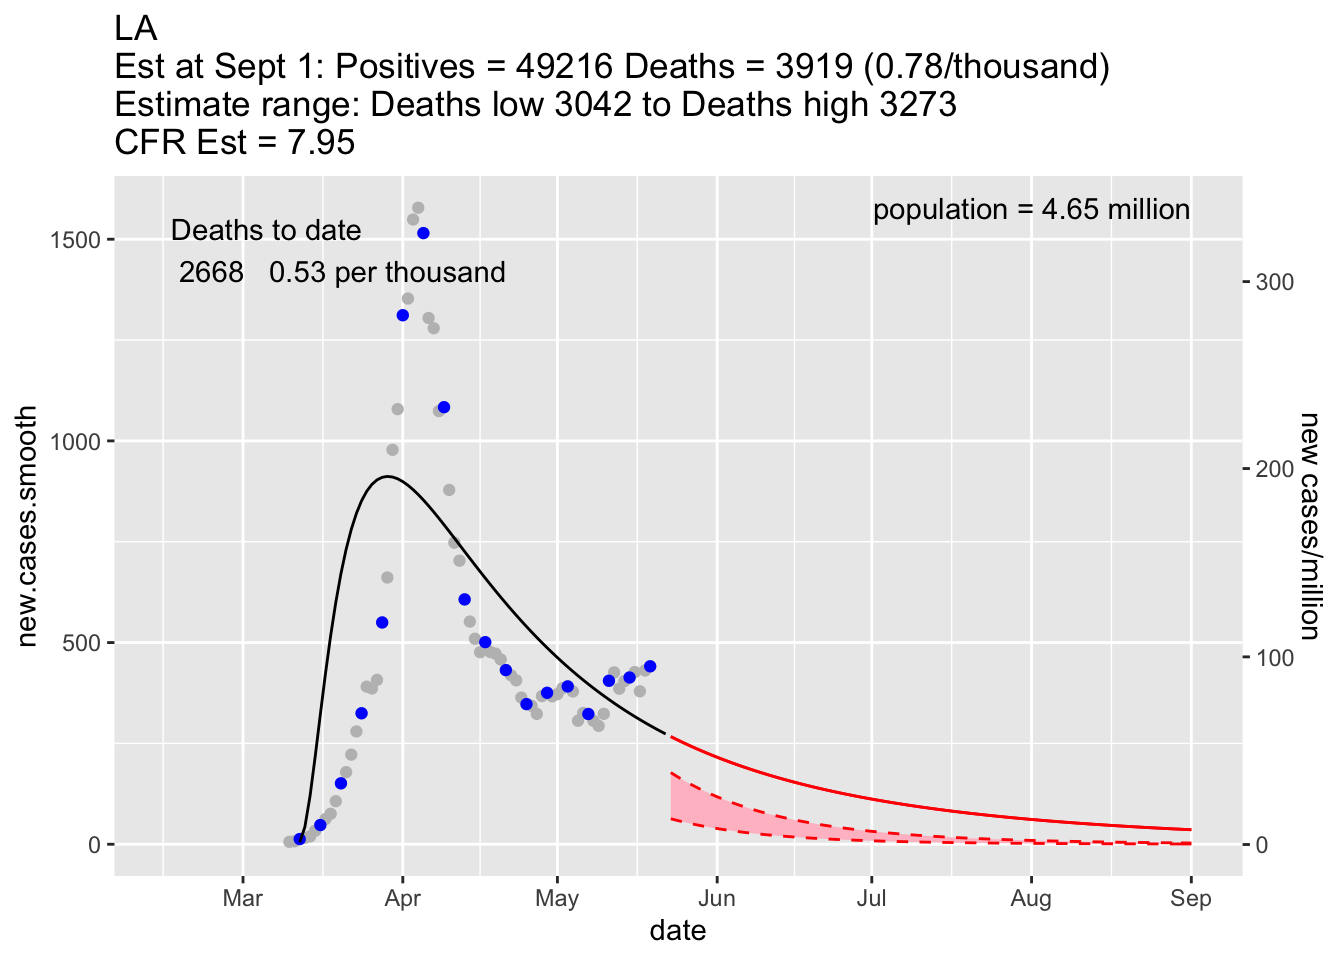 LA
Est at Sept 1: Positives = 49216 Deaths = 3919 (0.78/thousand)
Estimate range: Deaths low 3042 to Deaths high 3273
CFR Est = 7.95
population = 4.65 million
Deaths to date
2668 0.53 per thousand
1500
1000
500
0
new.cases.smooth
300
200
100
0
new cases/million
Mar Apr May Jun Jul Aug Sep
date